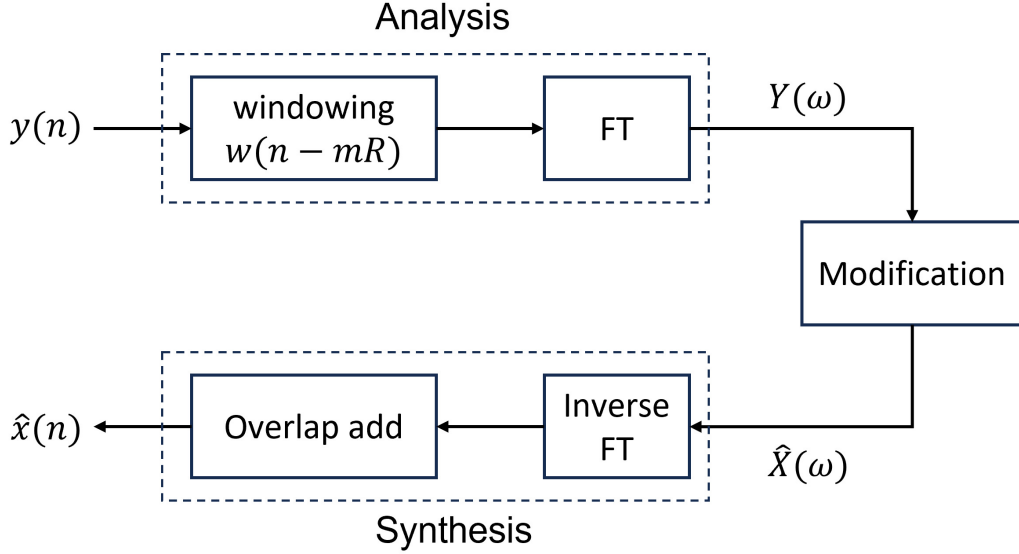 Analysis
windowing
w(n − mR)
y(n)
FT
Y(ω)
Modification
Inverse
FT
X̂(ω)
Overlap add
x̂(n)
Synthesis